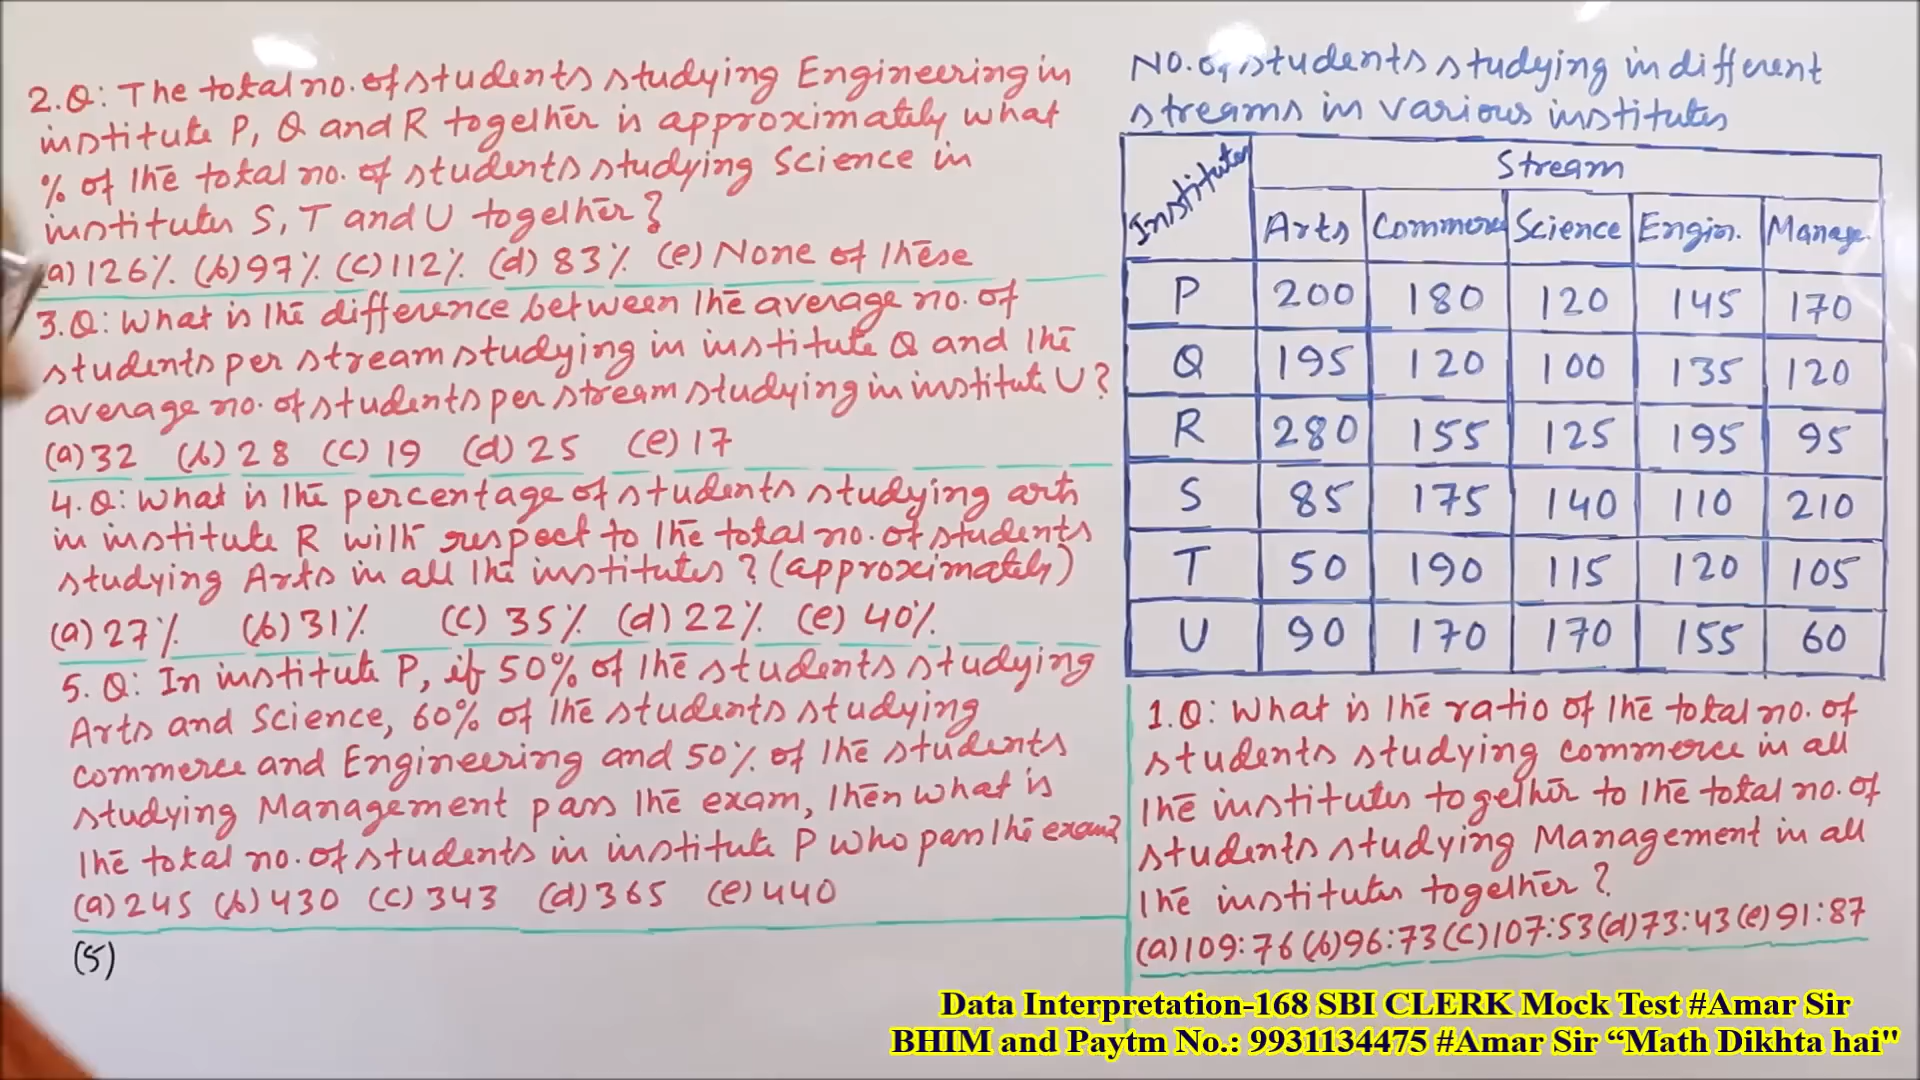 2.Q: The total no. of students studying Engineering in
institute P, Q and R together is approximately what
% of the total no. of students studying Science in
institutes S, T and U together?
(a) 126% (b) 97% (c) 112% (d) 83% (e) None of these
3.Q: What is the difference between the average no. of
students per stream studying in institute Q and the
average no. of students per stream studying in institute U?
(a) 32 (b) 28 (c) 19 (d) 25 (e) 17
4.Q: What is the percentage of students studying arts
in institute R with respect to the total no. of students
studying Arts in all the institutes? (approximately)
(a) 27% (b) 31% (c) 35% (d) 22% (e) 40%
5.Q: In institute P, if 50% of the students studying
Arts and Science, 60% of the students studying
commerce and Engineering and 50% of the students
studying Management pass the exam, then what is
the total no. of students in institute P who pass the exam?
(a) 245 (b) 430 (c) 343 (d) 365 (e) 440
(5)
No. of students studying in different
streams in various institutes
Institutes Stream
Arts Commerce Science Engin. Manage.
P 200 180 120 145 170
Q 195 120 100 135 120
R 280 155 125 195 95
S 85 175 140 110 210
T 50 190 115 120 105
U 90 170 170 155 60
1.Q: What is the ratio of the total no. of
students studying commerce in all
the institutes together to the total no. of
students studying Management in all
the institutes together?
(a) 109:76 (b) 96:73 (c) 107:53 (d) 73:43 (e) 91:87
Data Interpretation-168 SBI CLERK Mock Test #Amar Sir
BHIM and Paytm No.: 9931134475 #Amar Sir “Math Dikhta hai"